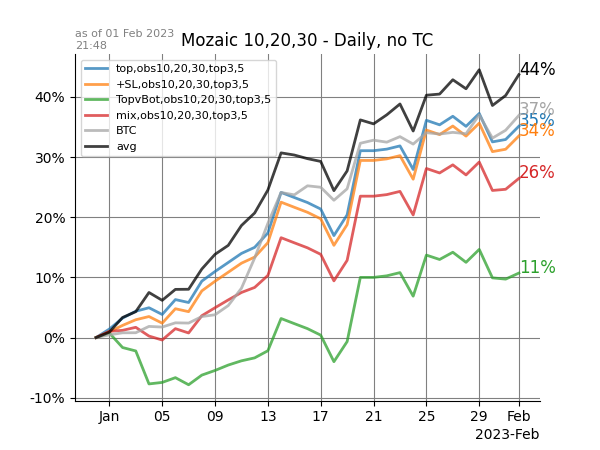 as of 01 Feb 2023
21:48
Mozaic 10,20,30 - Daily, no TC
top,obs10,20,30,top3,5
+SL,obs10,20,30,top3,5
TopvBot,obs10,20,30,top3,5
mix,obs10,20,30,top3,5
BTC
avg
44%
37%
35%
34%
26%
11%
40%
30%
20%
10%
0%
-10%
Jan 05 09 13 17 21 25 29 Feb
2023-Feb